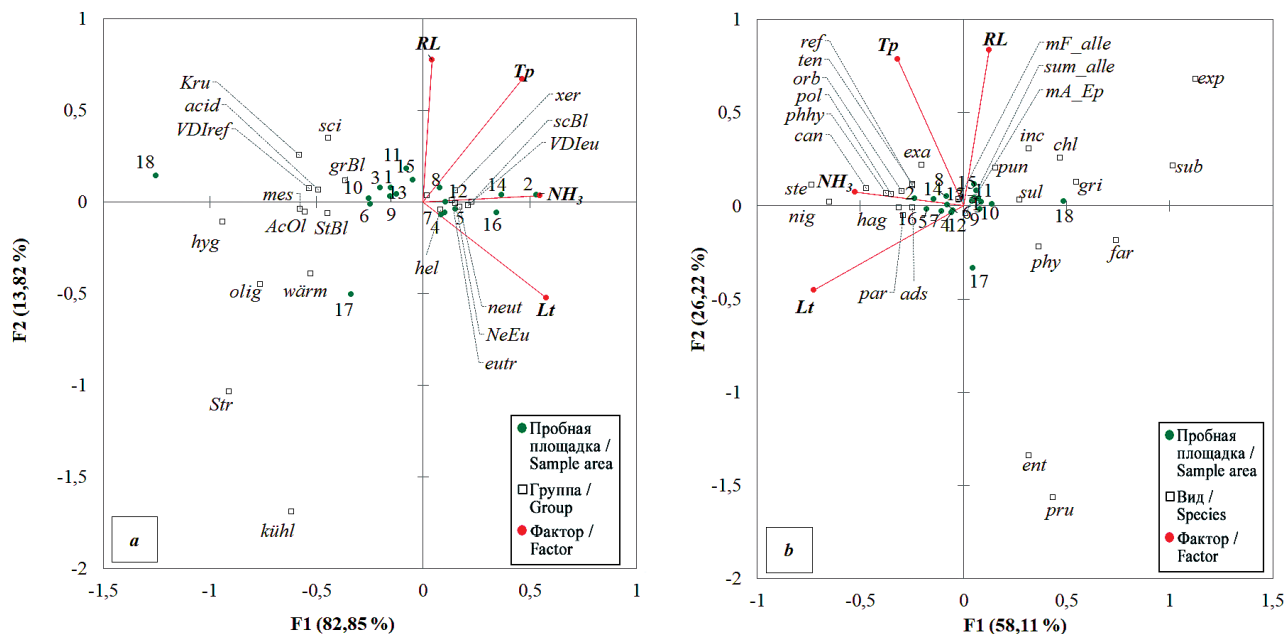 1
0,5
0
-0,5
-1
-1,5
-2
F2 (13,82 %)
-1,5
-1
-0,5
0
0,5
1
F1 (82,85 %)
RL
Tp
NH3
Lt
Kru
acid
VDIref
sci
grBl
mes
AcOl
StBl
hyg
olig
wärm
Str
kühl
hel
xer
scBl
VDIeu
neut
NeEu
eutr
18
11
15
10
3
1
13
6
9
8
12
14
2
7
4
5
16
17
a
Пробная
площадка /
Sample area
Группа /
Group
Фактор /
Factor
1
0,5
0
-0,5
-1
-1,5
-2
F2 (26,22 %)
-1
-0,5
0
0,5
1
1,5
F1 (58,11 %)
Tp
RL
NH3
Lt
ref
ten
orb
pol
phhy
can
ste
nig
exa
hag
par
ads
mF_alle
sum_alle
mA_Ep
exp
inc
chl
pun
sub
sul
gri
phy
far
ent
pru
8
15
14
13
11
16
5
7
4
12
6
9
10
18
17
b
Пробная
площадка /
Sample area
Вид /
Species
Фактор /
Factor